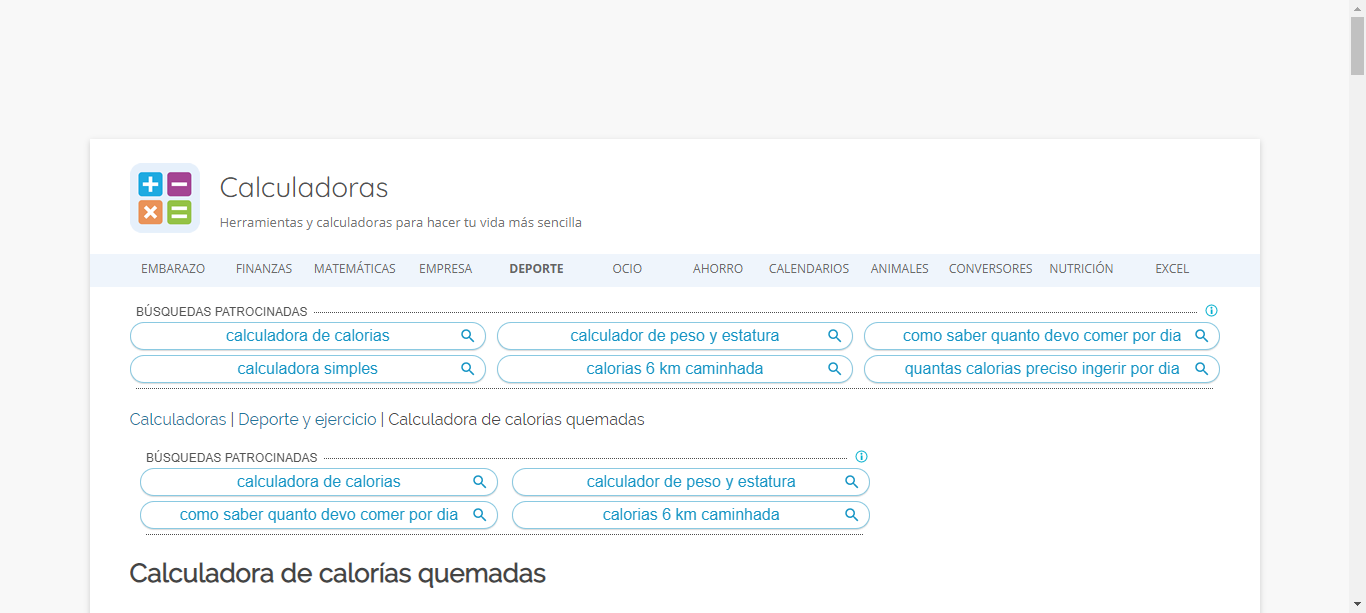 Calculadoras
Herramientas y calculadoras para hacer tu vida más sencilla
EMBARAZO FINANZAS MATEMÁTICAS EMPRESA DEPORTE OCIO AHORRO CALENDARIOS ANIMALES CONVERSORES NUTRICIÓN EXCEL
BÚSQUEDAS PATROCINADAS
calculadora de calorias calculador de peso y estatura como saber quanto devo comer por dia
calculadora simples calorias 6 km caminhada quantas calorias preciso ingerir por dia
Calculadoras | Deporte y ejercicio | Calculadora de calorías quemadas
BÚSQUEDAS PATROCINADAS
calculadora de calorias calculador de peso y estatura
como saber quanto devo comer por dia calorias 6 km caminhada
Calculadora de calorías quemadas